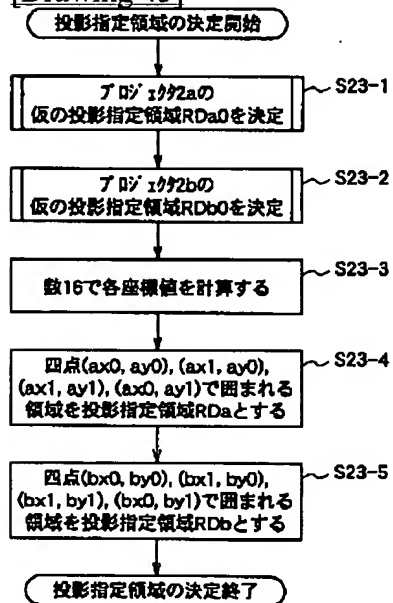 投影指定領域の決定開始
プロジェクタ2aの
仮の投影指定領域RDa0を決定
S23-1
プロジェクタ2bの
仮の投影指定領域RDb0を決定
S23-2
数16で各座標値を計算する
S23-3
四点(ax0, ay0), (ax1, ay0),
(ax1, ay1), (ax0, ay1)で囲まれる
領域を投影指定領域RDaとする
S23-4
四点(bx0, by0), (bx1, by0),
(bx1, by1), (bx0, by1)で囲まれる
領域を投影指定領域RDbとする
S23-5
投影指定領域の決定終了